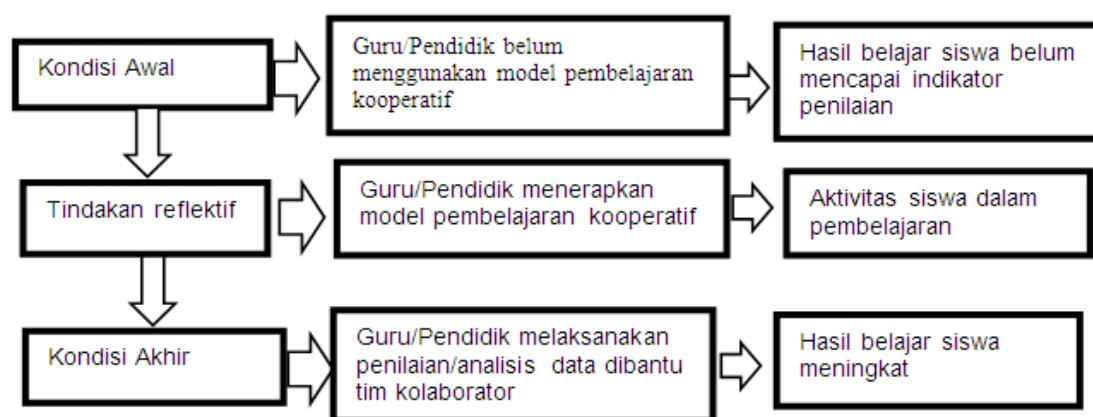 Kondisi Awal
Guru/Pendidik belum
menggunakan model pembelajaran
kooperatif
Hasil belajar siswa belum
mencapai indikator
penilaian
Tindakan reflektif
Guru/Pendidik menerapkan
model pembelajaran kooperatif
Aktivitas siswa dalam
pembelajaran
Kondisi Akhir
Guru/Pendidik melaksanakan
penilaian/analisis data dibantu
tim kolaborator
Hasil belajar siswa
meningkat